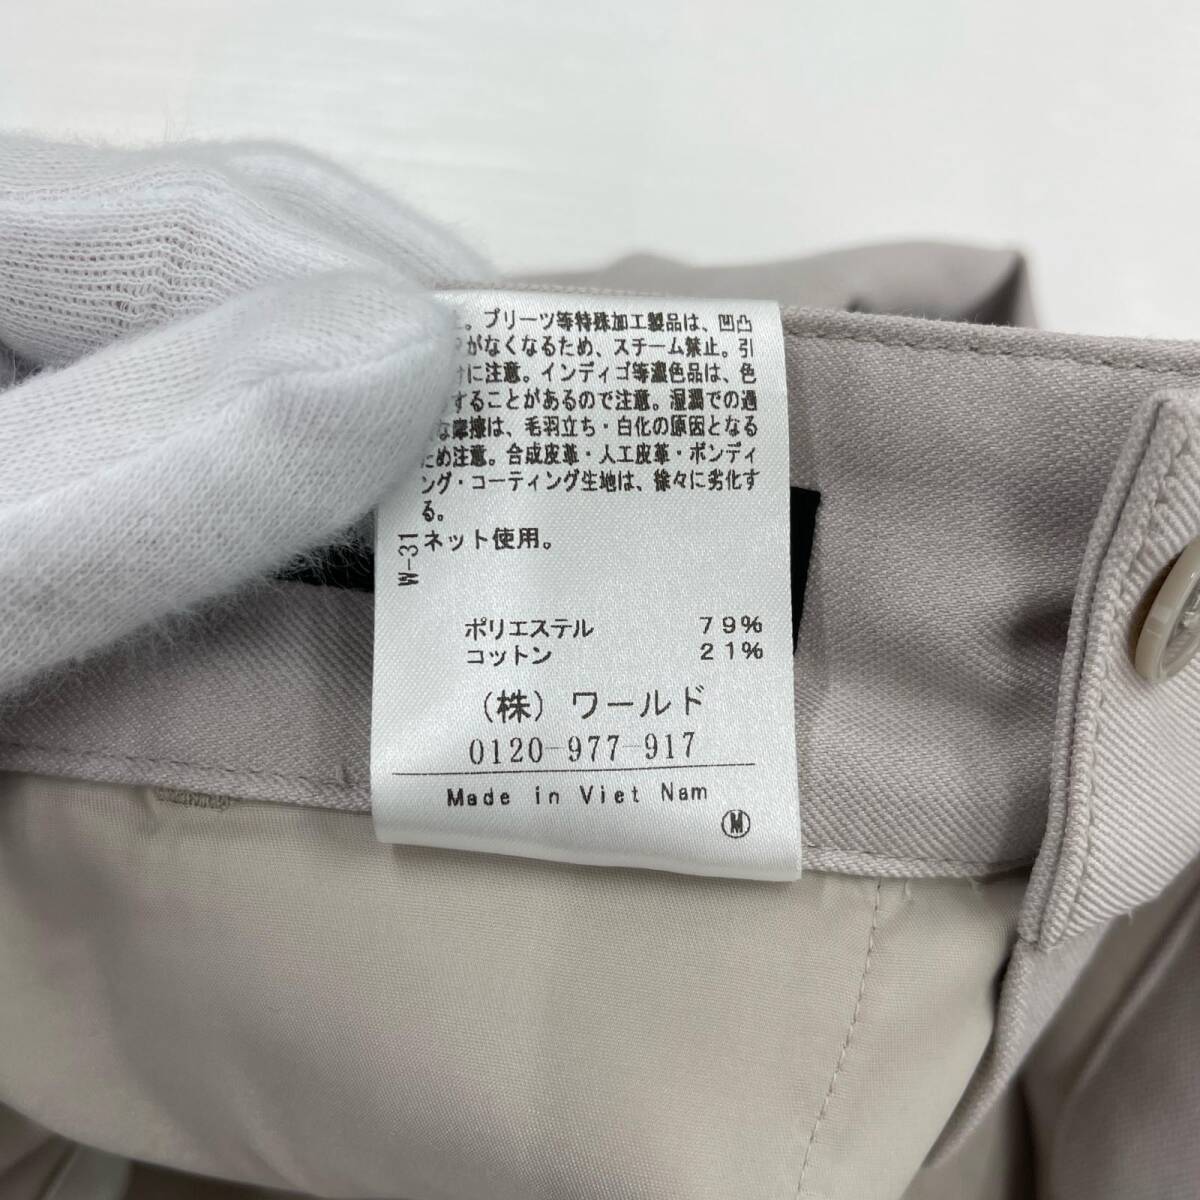 。プリーツ等特殊加工製品は、凹凸
がなくなるため、スチーム禁止。引
に注意。インディゴ等濃色品は、色
することがあるので注意。湿潤での過
な摩擦は、毛羽立ち・白化の原因となる
ため注意。合成皮革・人工皮革・ボンディ
ング・コーティング生地は、徐々に劣化す
る。
ネット使用。
W-31
ポリエステル 79%
コットン 21%
(株)ワールド
0120-977-917
Made in Viet Nam
M